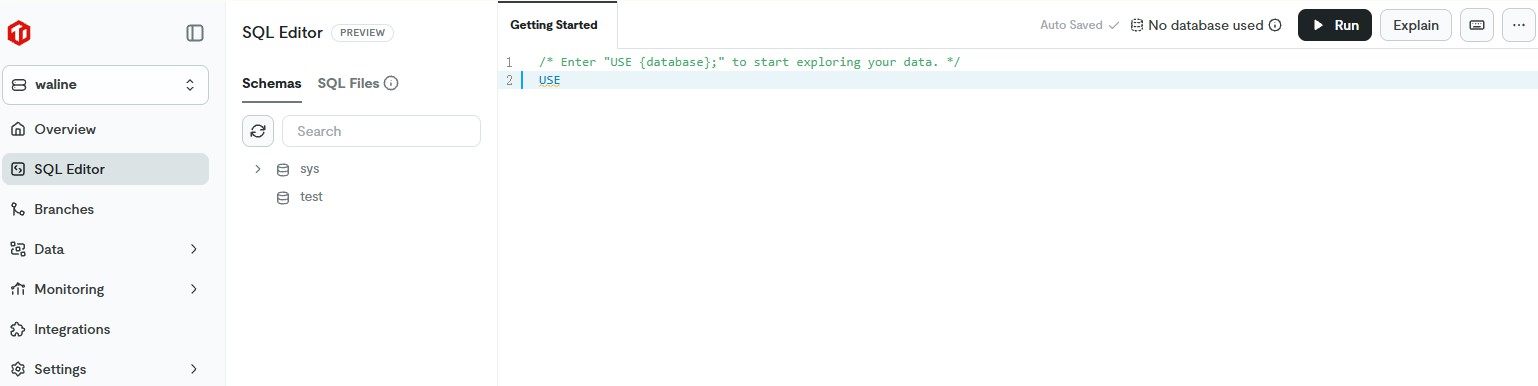 waline
Overview
SQL Editor
Branches
Data
Monitoring
Integrations
Settings
SQL Editor PREVIEW
Schemas SQL Files
Search
sys
test
Getting Started
Auto Saved No database used Run Explain
1 /* Enter "USE {database};" to start exploring your data. */
2 USE